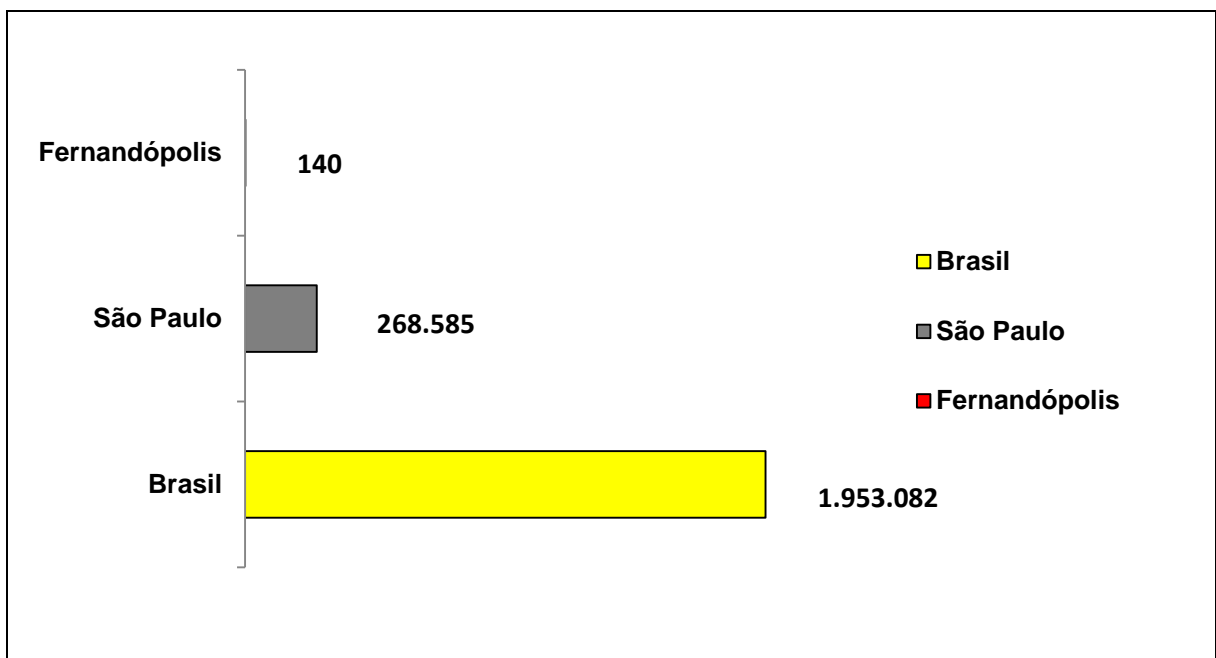 Fernandópolis
140
São Paulo
268.585
Brasil
1.953.082
Brasil
São Paulo
Fernandópolis